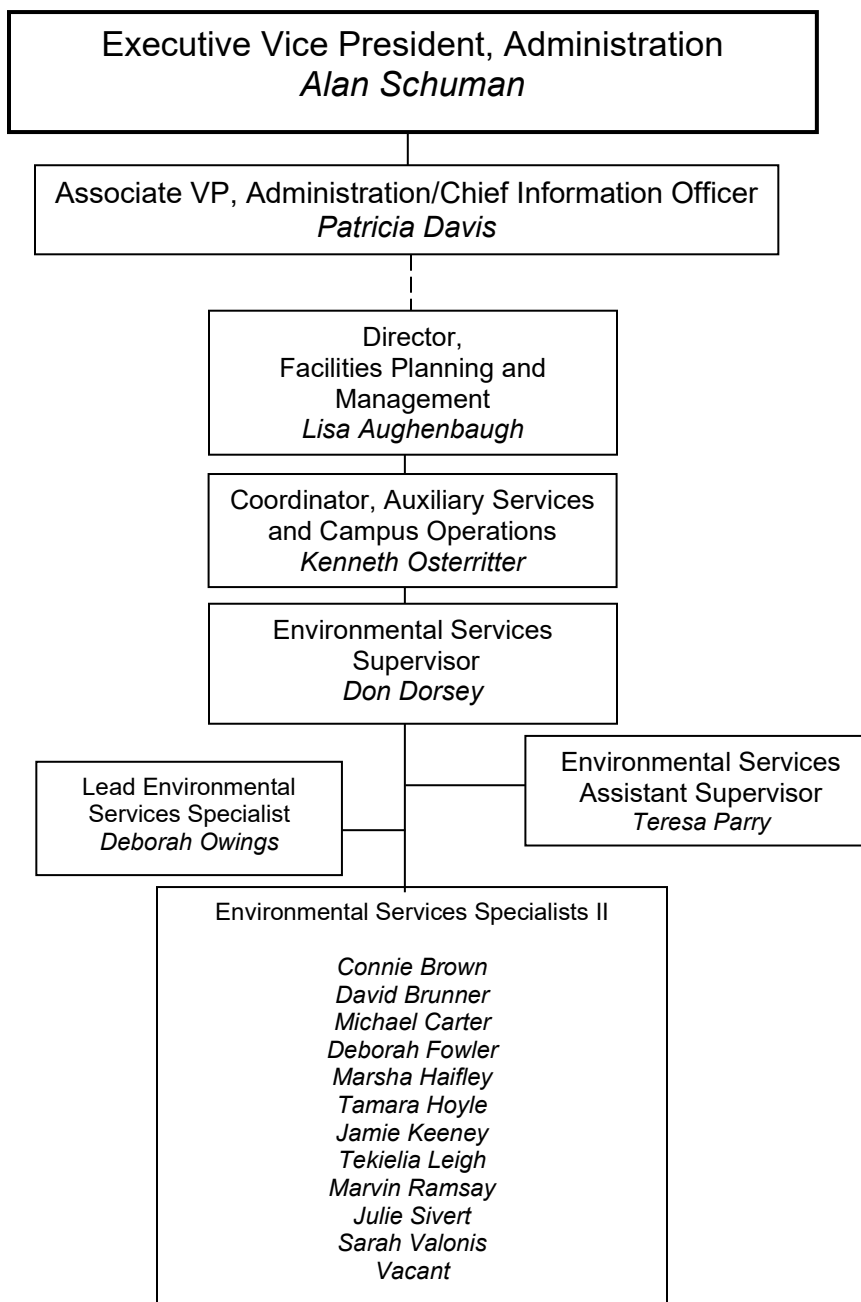 Executive Vice President, Administration
Alan Schuman
Associate VP, Administration/Chief Information Officer
Patricia Davis
Director,
Facilities Planning and
Management
Lisa Aughenbaugh
Coordinator, Auxiliary Services
and Campus Operations
Kenneth Osterritter
Environmental Services
Supervisor
Don Dorsey
Lead Environmental
Services Specialist
Deborah Owings
Environmental Services
Assistant Supervisor
Teresa Parry
Environmental Services Specialists II
Connie Brown
David Brunner
Michael Carter
Deborah Fowler
Marsha Haifley
Tamara Hoyle
Jamie Keeney
Tekielia Leigh
Marvin Ramsay
Julie Sivert
Sarah Valonis
Vacant